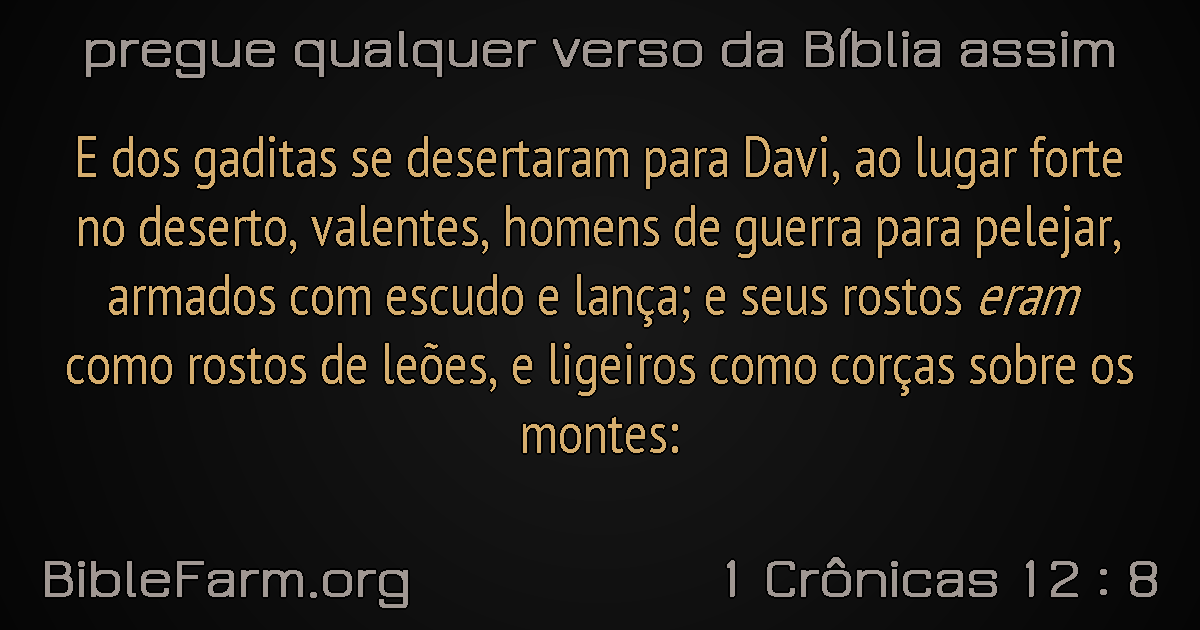 pregue qualquer verso da Bíblia assim
E dos gaditas se desertaram para Davi, ao lugar forte
no deserto, valentes, homens de guerra para pelejar,
armados com escudo e lança; e seus rostos eram
como rostos de leões, e ligeiros como corças sobre os
montes:
BibleFarm.org
1 Crônicas 12 : 8